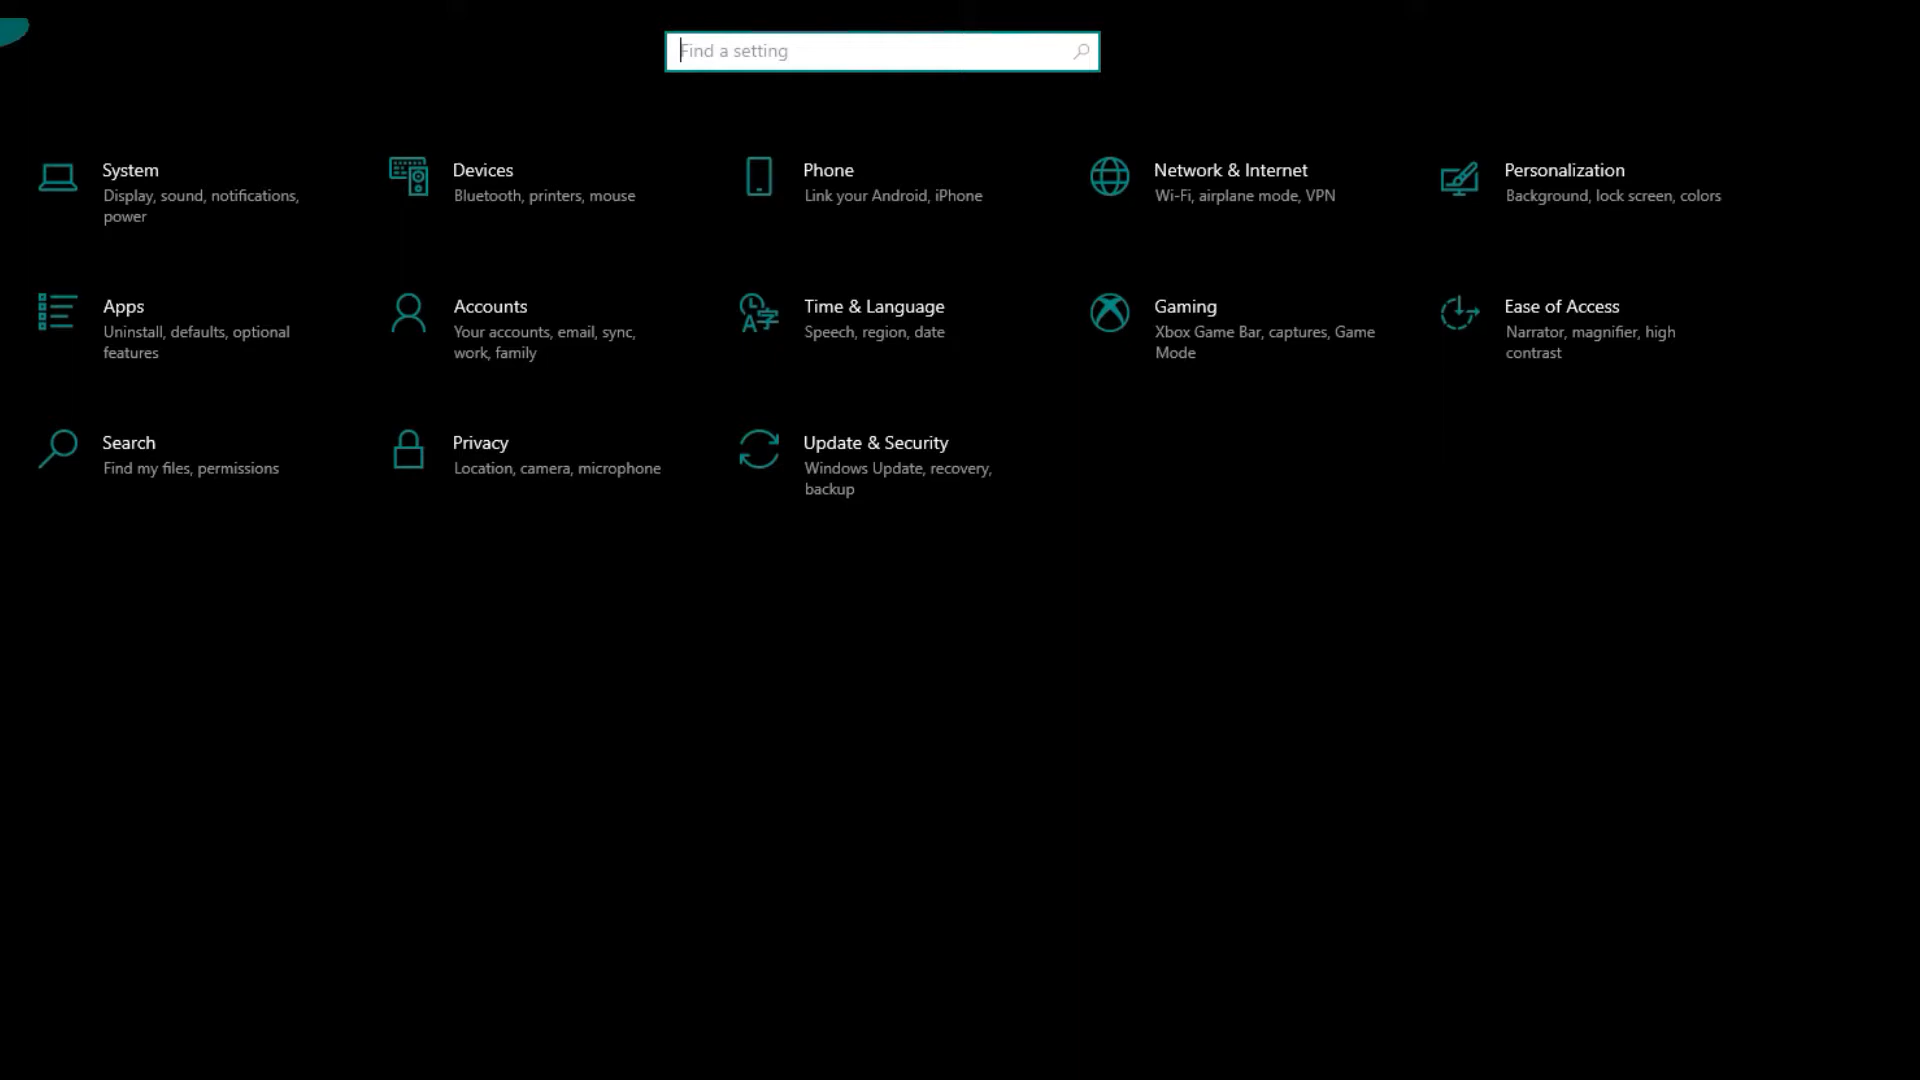 Find a setting
System
Display, sound, notifications,
power
Devices
Bluetooth, printers, mouse
Phone
Link your Android, iPhone
Network & Internet
Wi-Fi, airplane mode, VPN
Personalization
Background, lock screen, colors
Apps
Uninstall, defaults, optional
features
Accounts
Your accounts, email, sync,
work, family
Time & Language
Speech, region, date
Gaming
Xbox Game Bar, captures, Game
Mode
Ease of Access
Narrator, magnifier, high
contrast
Search
Find my files, permissions
Privacy
Location, camera, microphone
Update & Security
Windows Update, recovery,
backup